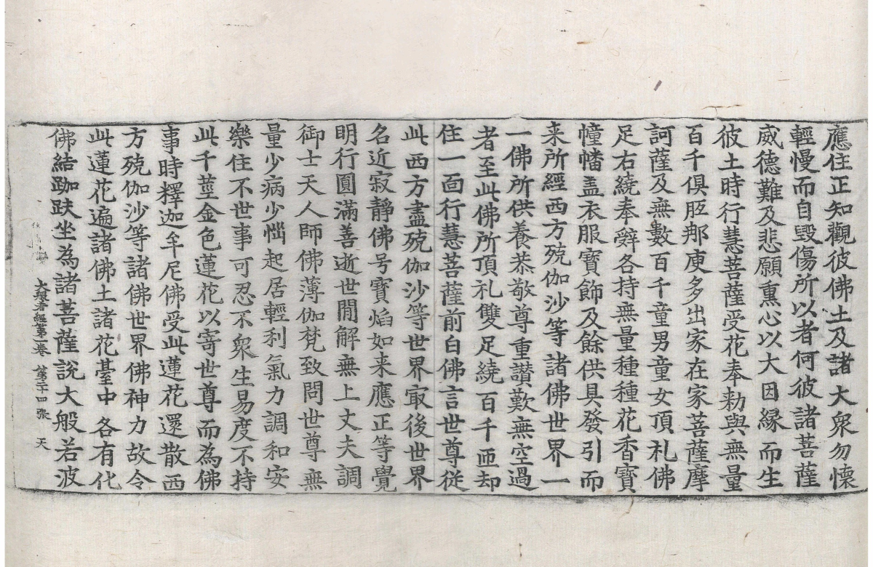 應住正知觀彼佛土及諸大衆勿懷
輕慢而自毀傷所以者何彼諸菩薩
威德難及悲願熏心以大因緣而生
彼土時行慧菩薩受花奉勑與無量
百千俱胝那庾多出家在家菩薩摩
訶薩及無數百千童男童女頂礼佛
足右繞奉辭各持無量種種花香寶
幢幡盖衣服寶飾及餘供具發引而
来所經西方殑伽沙等諸佛世界一
一佛所供養恭敬尊重讚歎無空過
者至此佛所頂礼雙足繞百千匝却
住一面行慧菩薩前白佛言世尊從
此西方盡殑伽沙等世界㝡後世界
名近寂靜佛号寶焰如来應正等覺
明行圓滿善逝世間解無上丈夫調
御士天人師佛薄伽梵致問世尊無
量少病少惱起居輕利氣力調和安
樂住不世事可忍不衆生易度不持
此千莖金色蓮花以寄世尊而為佛
事時釋迦牟尼佛受此蓮花還散西
方殑伽沙等諸佛世界佛神力故令
此蓮花遍諸佛土諸花臺中各有化
佛結跏趺坐為諸菩薩說大般若波
大般若經第一卷 第二十四張 天